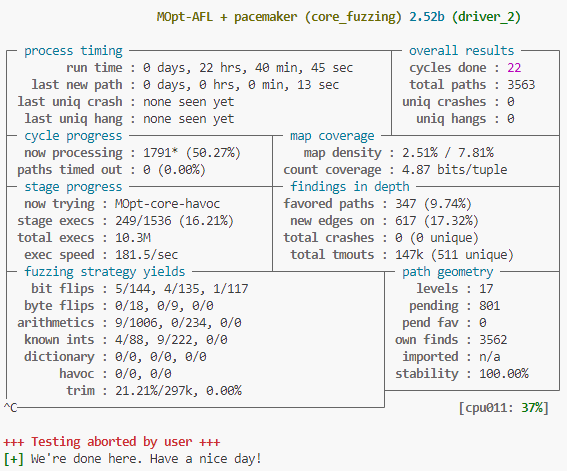 MOpt-AFL + pacemaker (core_fuzzing) 2.52b (driver_2)
process timing overall results
run time : 0 days, 22 hrs, 40 min, 45 sec cycles done : 22
last new path : 0 days, 0 hrs, 0 min, 13 sec total paths : 3563
last uniq crash : none seen yet uniq crashes : 0
last uniq hang : none seen yet uniq hangs : 0
cycle progress map coverage
now processing : 1791* (50.27%) map density : 2.51% / 7.81%
paths timed out : 0 (0.00%) count coverage : 4.87 bits/tuple
stage progress findings in depth
now trying : MOpt-core-havoc favored paths : 347 (9.74%)
stage execs : 249/1536 (16.21%) new edges on : 617 (17.32%)
total execs : 10.3M total crashes : 0 (0 unique)
exec speed : 181.5/sec total tmouts : 147k (511 unique)
fuzzing strategy yields path geometry
bit flips : 5/144, 4/135, 1/117 levels : 17
byte flips : 0/18, 0/9, 0/0 pending : 801
arithmetics : 9/1006, 0/234, 0/0 pend fav : 0
known ints : 4/88, 9/222, 0/0 own finds : 3562
dictionary : 0/0, 0/0, 0/0 imported : n/a
havoc : 0/0, 0/0 stability : 100.00%
trim : 21.21%/297k, 0.00%
^C [cpu011: 37%]
+++ Testing aborted by user +++
[+] We're done here. Have a nice day!